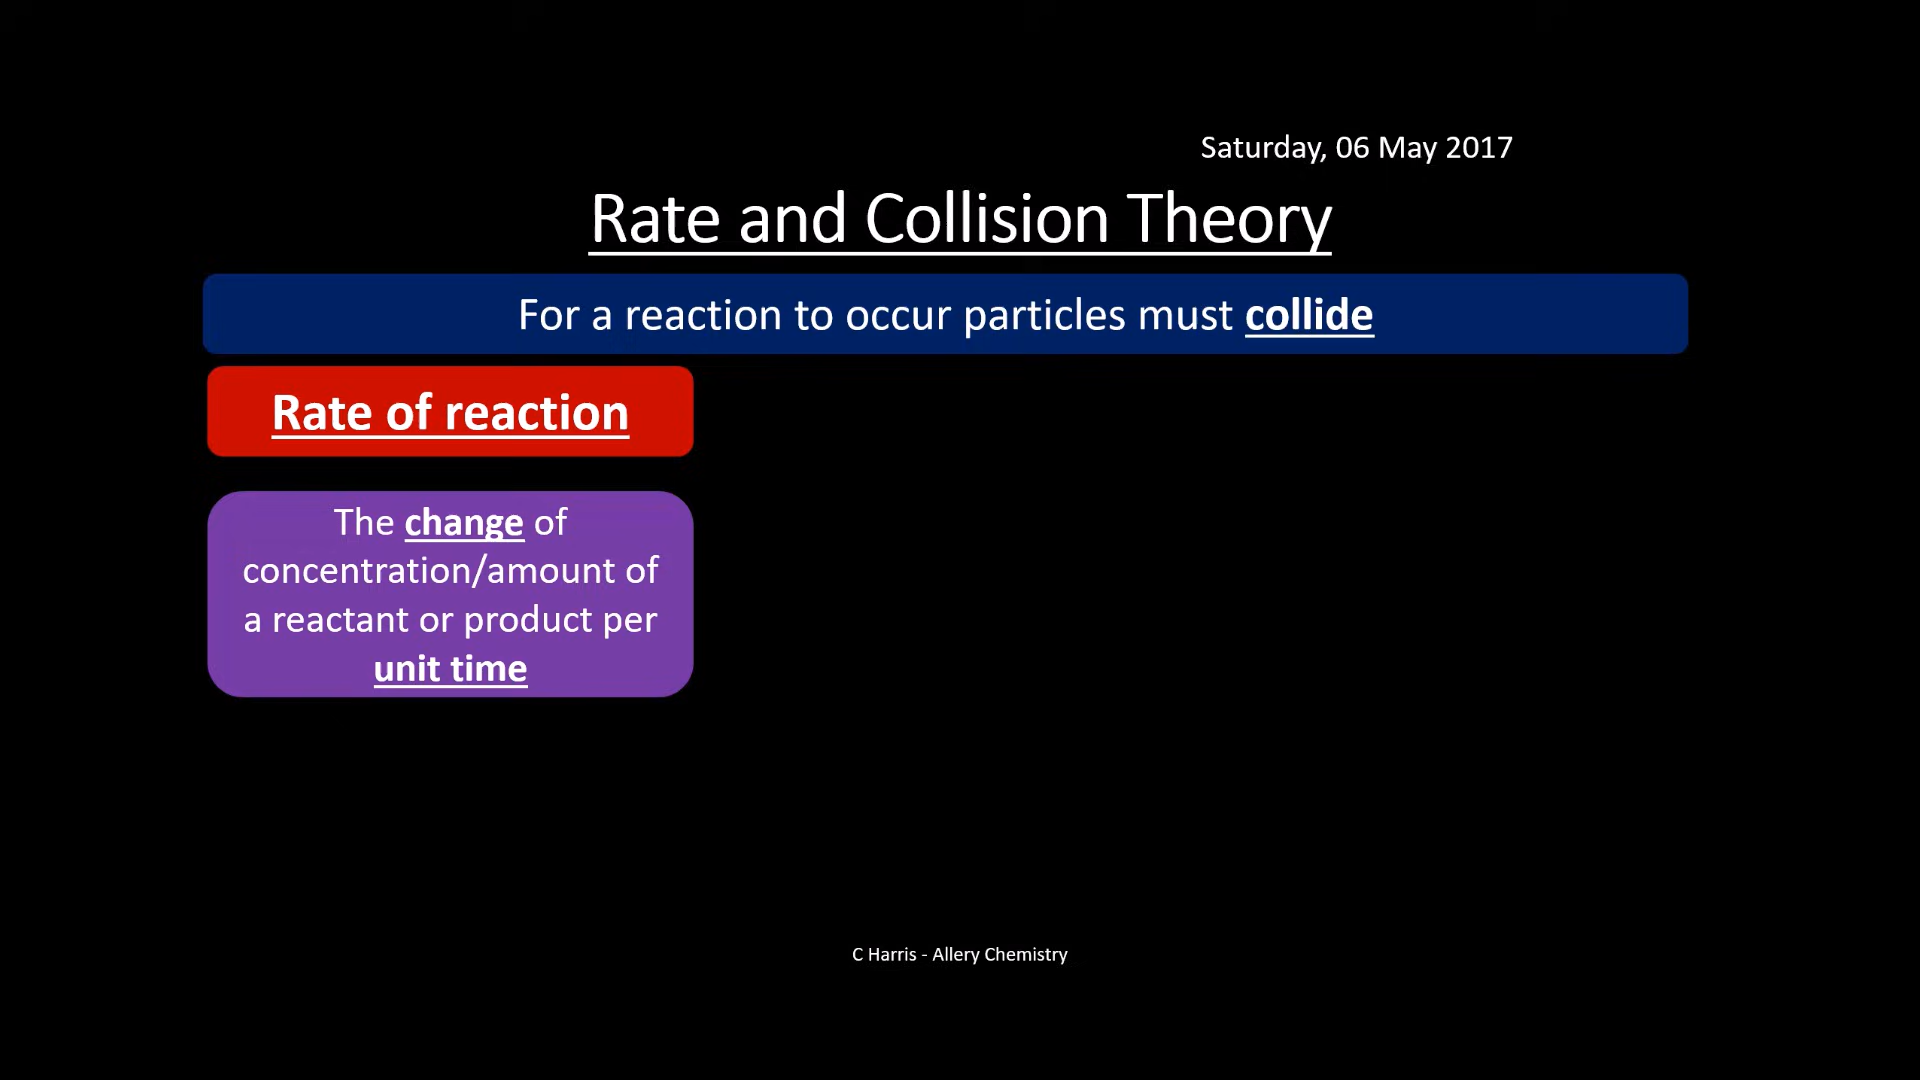 Saturday, 06 May 2017
Rate and Collision Theory
For a reaction to occur particles must collide
Rate of reaction
The change of
concentration/amount of
a reactant or product per
unit time
C Harris - Allery Chemistry